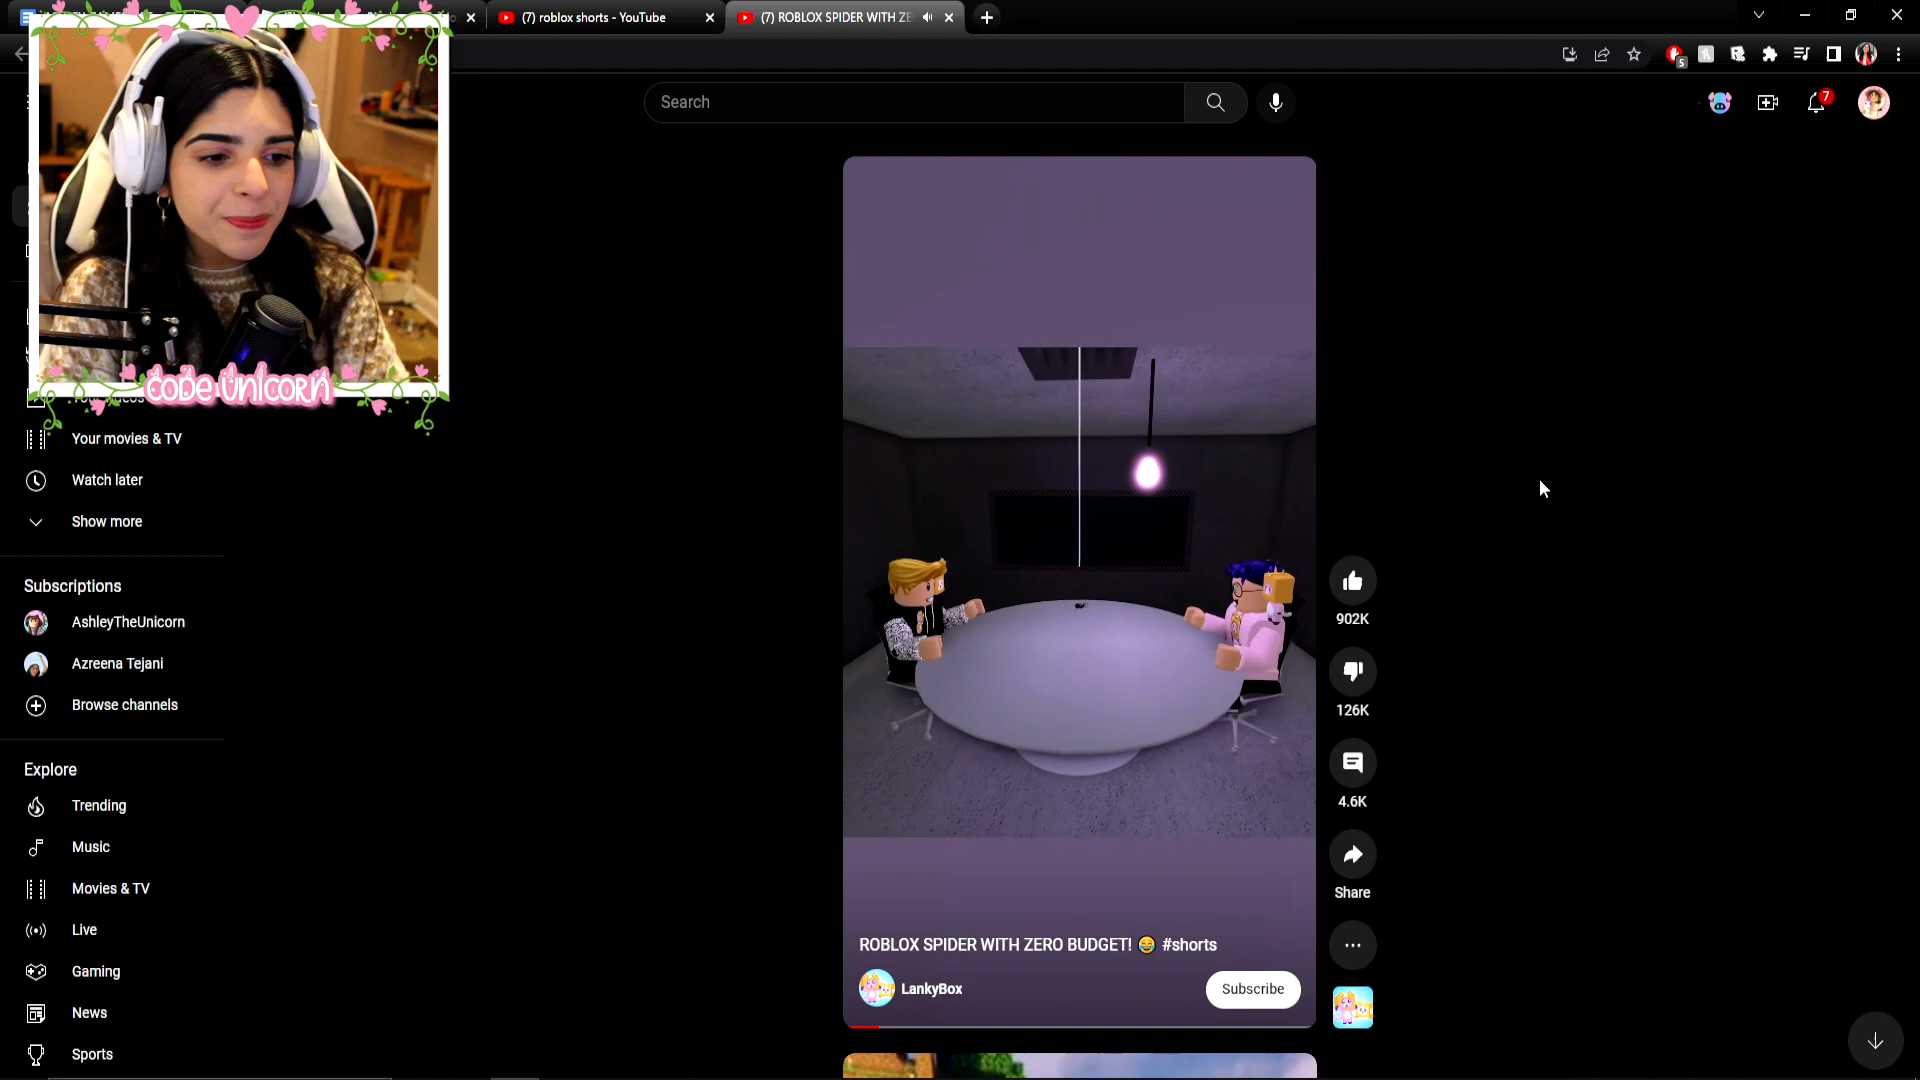 (7) roblox shorts - YouTube
(7) ROBLOX SPIDER WITH ZE
5
Search
7
CODE UNICORN
Your movies & TV
Watch later
Show more
Subscriptions
AshleyTheUnicorn
Azreena Tejani
Browse channels
Explore
Trending
Music
Movies & TV
Live
Gaming
News
Sports
902K
126K
4.6K
Share
ROBLOX SPIDER WITH ZERO BUDGET! 😂 #shorts
LankyBox
Subscribe